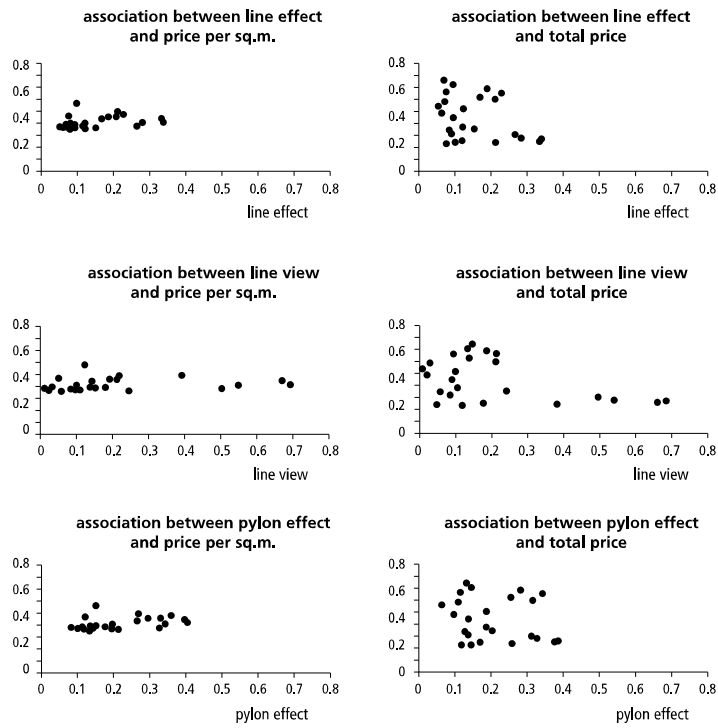 association between line effect
and price per sq.m.
0.8
0.6
0.4
0.2
0
0 0.1 0.2 0.3 0.4 0.5 0.6 0.7 0.8
line effect
association between line effect
and total price
0.8
0.6
0.4
0.2
0
0 0.1 0.2 0.3 0.4 0.5 0.6 0.7 0.8
line effect
association between line view
and price per sq.m.
0.8
0.6
0.4
0.2
0
0 0.1 0.2 0.3 0.4 0.5 0.6 0.7 0.8
line view
association between line view
and total price
0.8
0.6
0.4
0.2
0
0 0.1 0.2 0.3 0.4 0.5 0.6 0.7 0.8
line view
association between pylon effect
and price per sq.m.
0.8
0.6
0.4
0.2
0
0 0.1 0.2 0.3 0.4 0.5 0.6 0.7 0.8
pylon effect
association between pylon effect
and total price
0.8
0.6
0.4
0.2
0
0 0.1 0.2 0.3 0.4 0.5 0.6 0.7 0.8
pylon effect